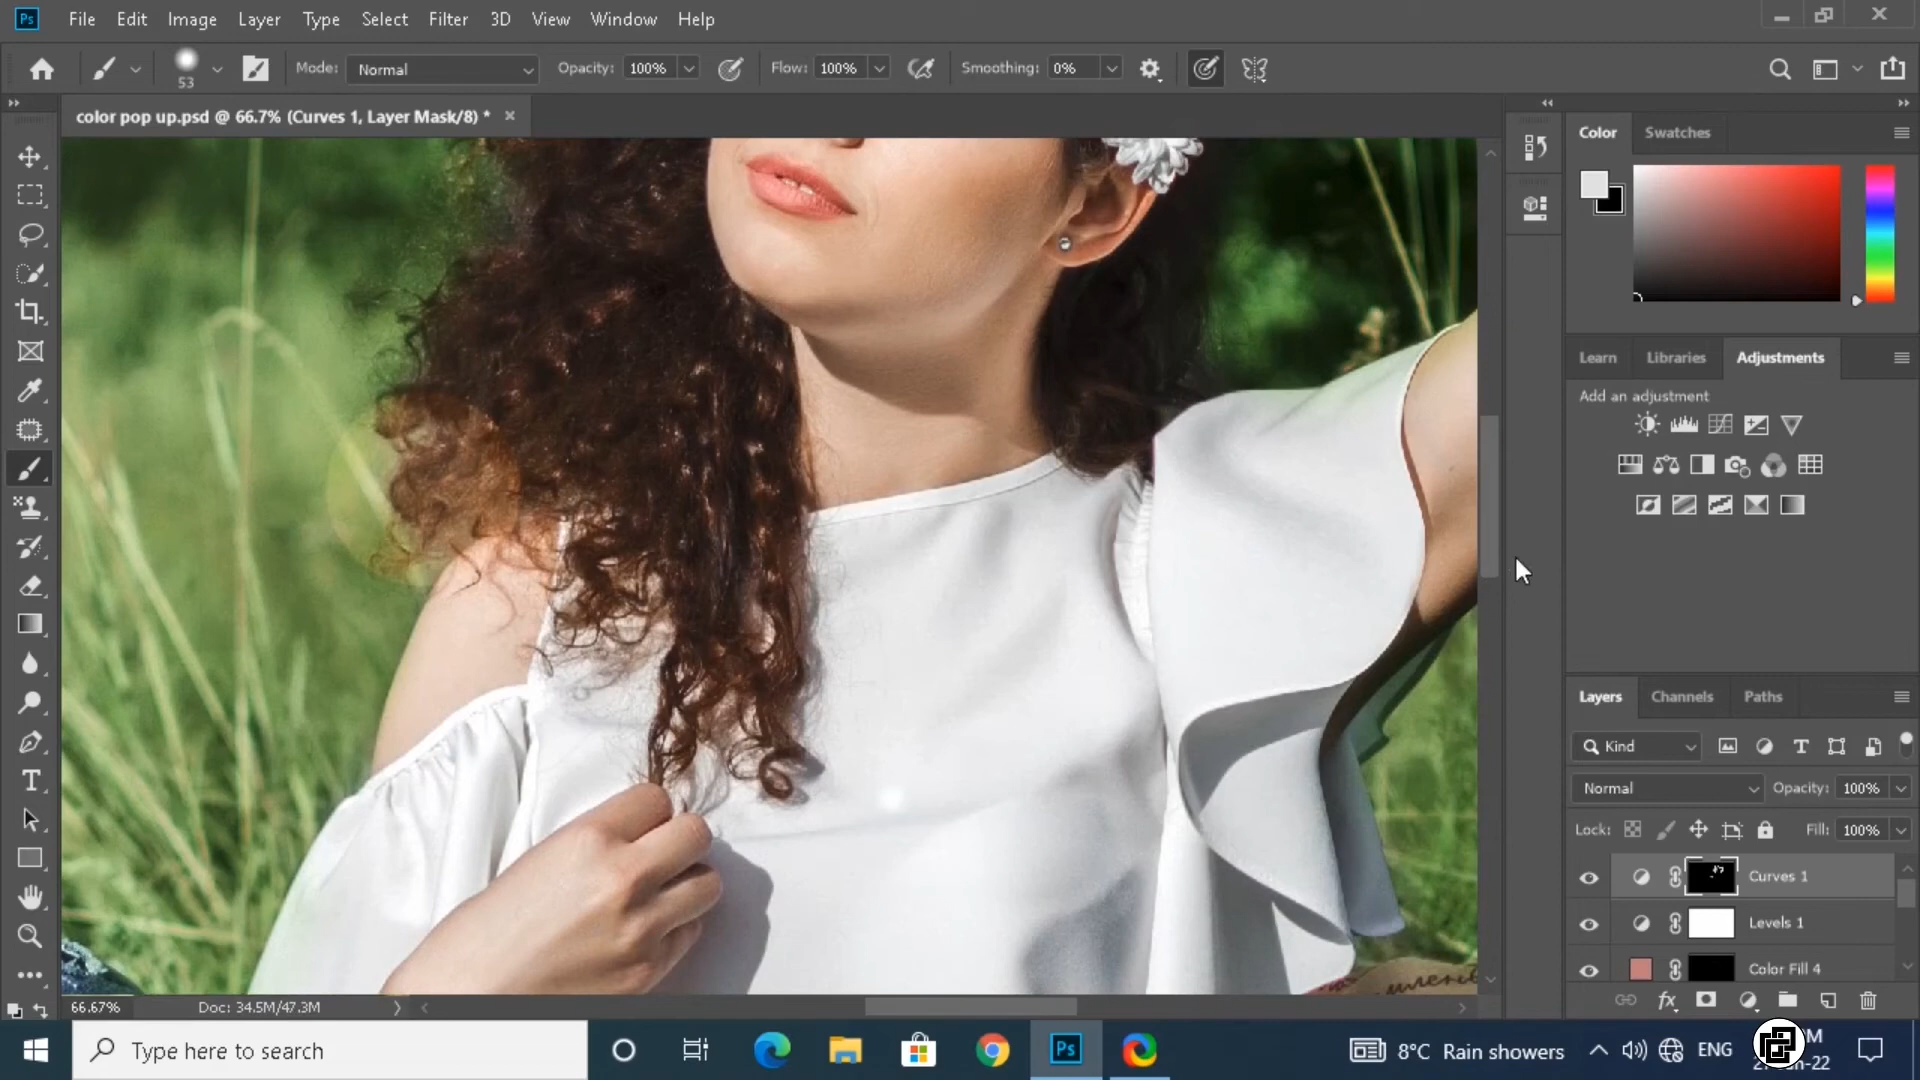 Ps File Edit Image Layer Type Select Filter 3D View Window Help
53 Mode: Normal Opacity: 100% Flow: 100% Smoothing: 0%
color pop up.psd @ 66.7% (Curves 1, Layer Mask/8) *
Color Swatches
Learn Libraries Adjustments
Add an adjustment
Layers Channels Paths
Kind
Normal Opacity: 100%
Lock: Fill: 100%
Curves 1
Levels 1
Color Fill 4
66.67% Doc: 34.5M/47.3M
Type here to search
Ps
8°C Rain showers
ENG